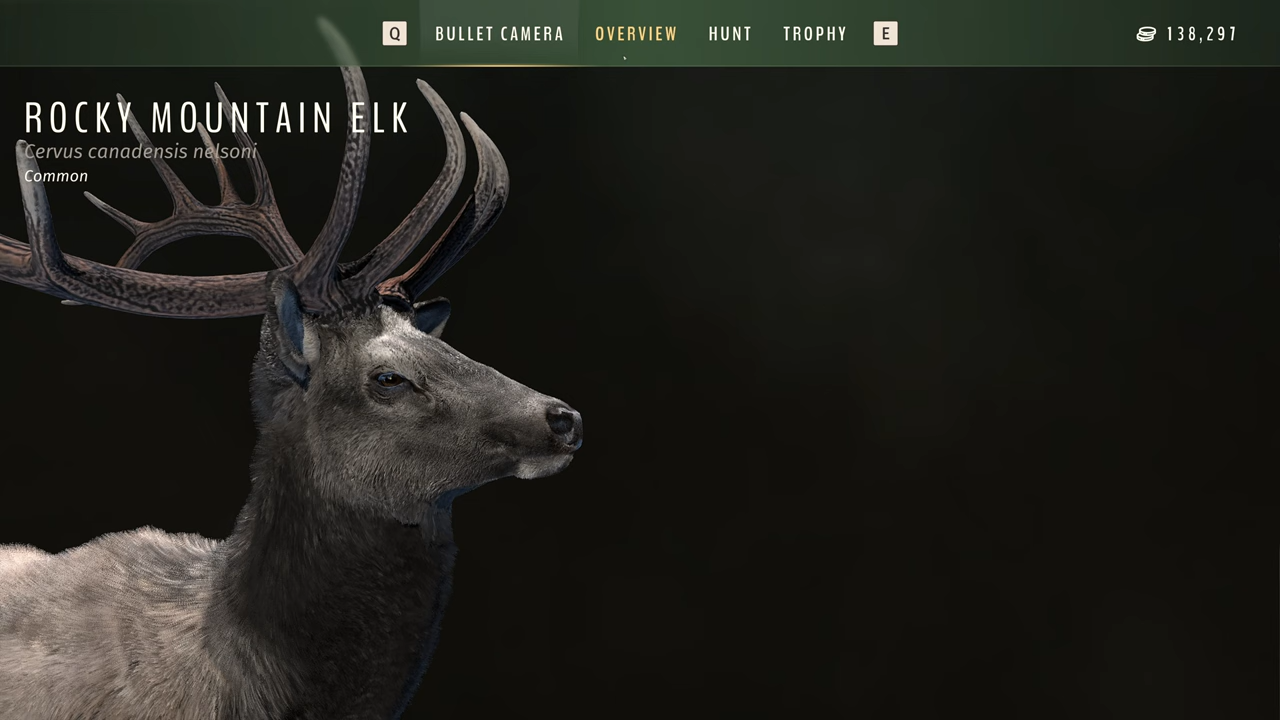 Q BULLET CAMERA OVERVIEW HUNT TROPHY E 138,297
ROCKY MOUNTAIN ELK
Cervus canadensis nelsoni
Common